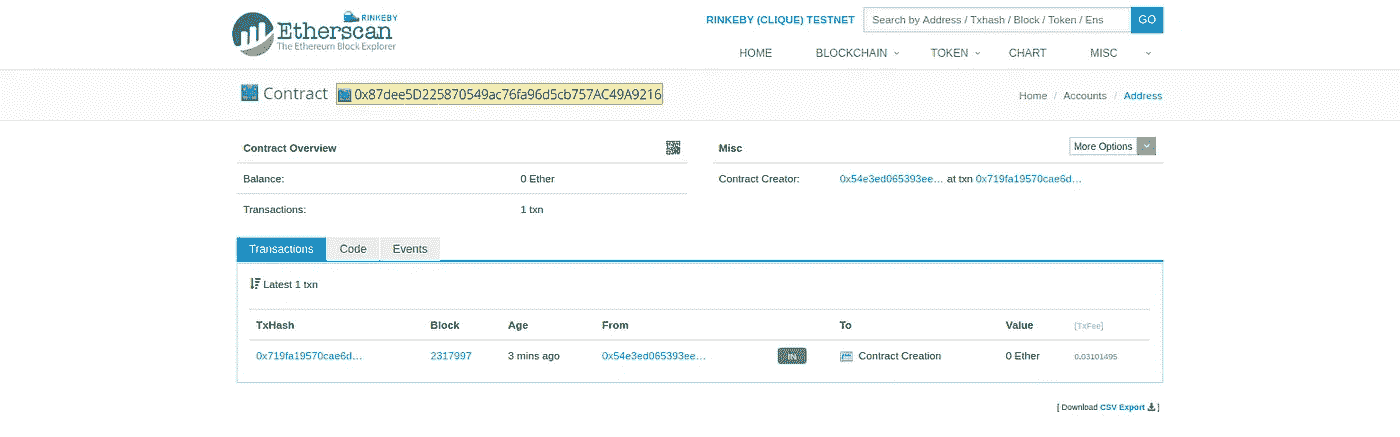 RINKEBY
Etherscan
The Ethereum Block Explorer
RINKEBY (CLIQUE) TESTNET Search by Address / Txhash / Block / Token / Ens GO
HOME BLOCKCHAIN TOKEN CHART MISC
Contract 0x87dee5D225870549ac76fa96d5cb757AC49A9216 Home / Accounts / Address
Contract Overview
Misc More Options
Balance: 0 Ether
Contract Creator: 0x54e3ed065393ee... at txn 0x719fa19570cae6d...
Transactions: 1 txn
Transactions Code Events
Latest 1 txn
TxHash Block Age From To Value [TxFee]
0x719fa19570cae6d... 2317997 3 mins ago 0x54e3ed065393ee... IN Contract Creation 0 Ether 0.03101495
[ Download CSV Export ]